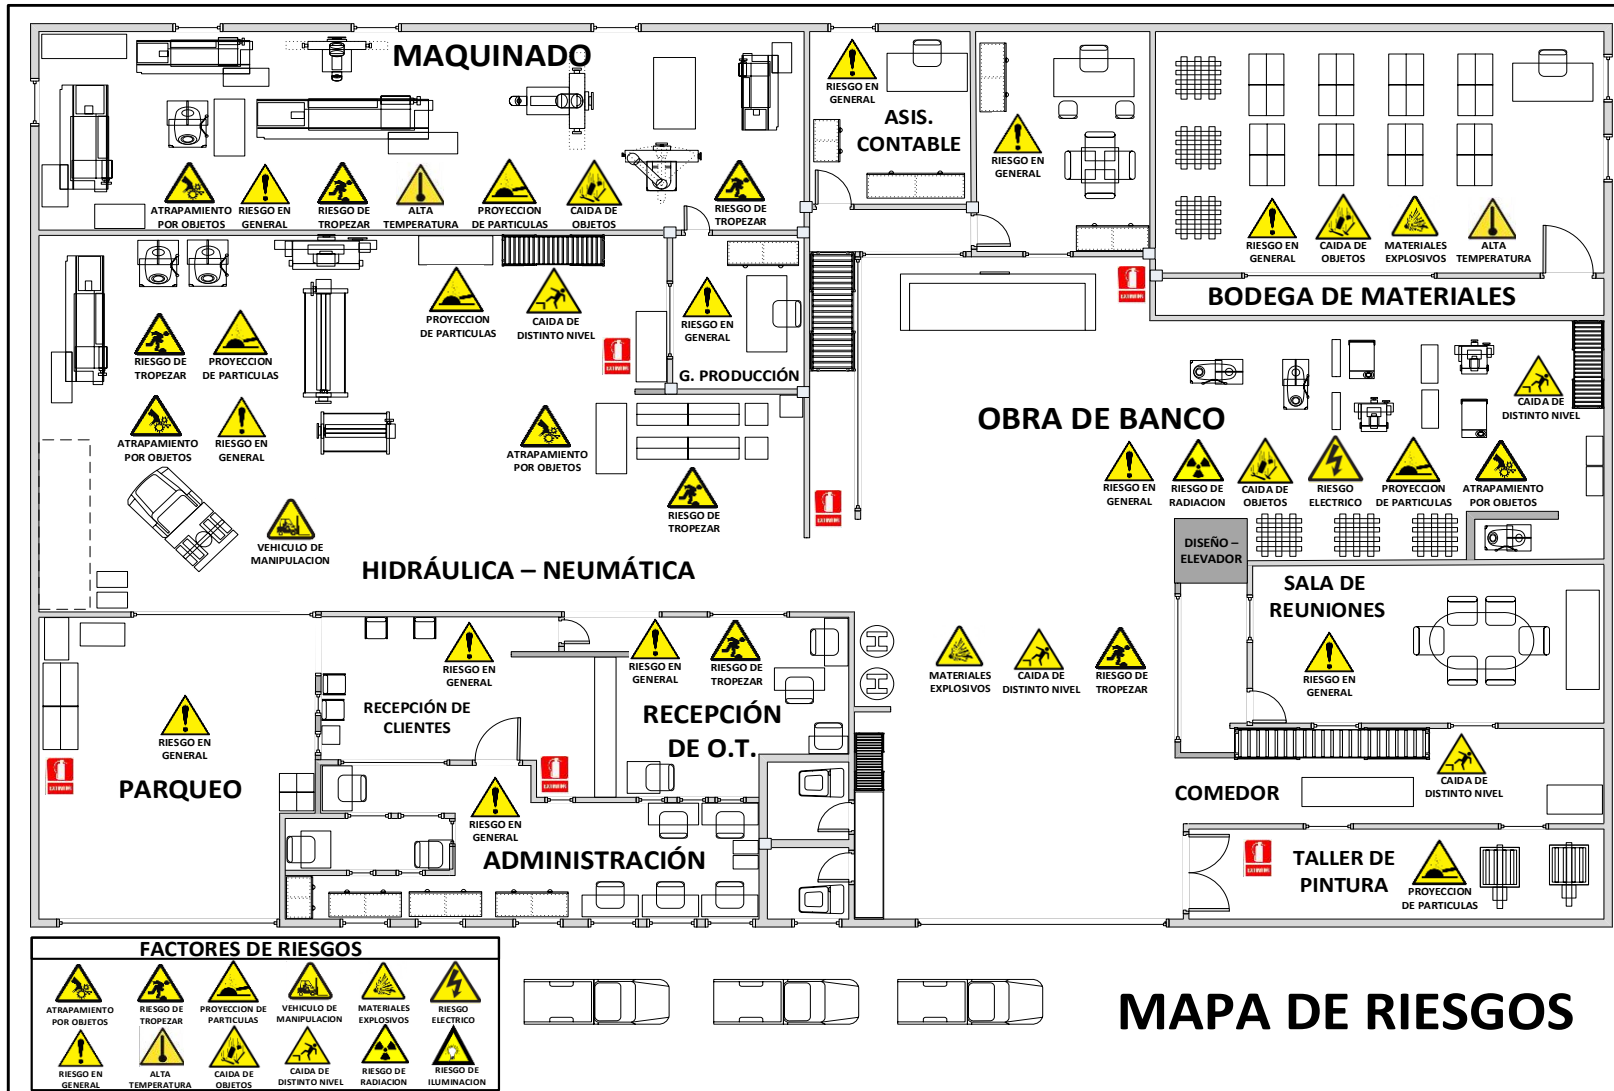 MAQUINADO
ATRAPAMIENTO
POR OBJETOS
RIESGO EN
GENERAL
RIESGO DE
TROPEZAR
ALTA
TEMPERATURA
PROYECCION
DE PARTICULAS
CAIDA DE
OBJETOS
RIESGO DE
TROPEZAR
RIESGO EN
GENERAL
ASIS.
CONTABLE
RIESGO EN
GENERAL
RIESGO EN
GENERAL
CAIDA DE
OBJETOS
MATERIALES
EXPLOSIVOS
ALTA
TEMPERATURA
BODEGA DE MATERIALES
PROYECCION
DE PARTICULAS
CAIDA DE
DISTINTO NIVEL
RIESGO EN
GENERAL
G. PRODUCCIÓN
EXTINTOR
EXTINTOR
RIESGO DE
TROPEZAR
PROYECCION
DE PARTICULAS
ATRAPAMIENTO
POR OBJETOS
RIESGO EN
GENERAL
ATRAPAMIENTO
POR OBJETOS
RIESGO DE
TROPEZAR
VEHICULO DE
MANIPULACION
HIDRÁULICA – NEUMÁTICA
EXTINTOR
OBRA DE BANCO
CAIDA DE
DISTINTO NIVEL
RIESGO EN
GENERAL
RIESGO DE
RADIACION
CAIDA DE
OBJETOS
RIESGO
ELECTRICO
PROYECCION
DE PARTICULAS
ATRAPAMIENTO
POR OBJETOS
DISEÑO –
ELEVADOR
SALA DE
REUNIONES
RIESGO EN
GENERAL
MATERIALES
EXPLOSIVOS
CAIDA DE
DISTINTO NIVEL
RIESGO DE
TROPEZAR
RIESGO EN
GENERAL
RECEPCIÓN DE
CLIENTES
RIESGO EN
GENERAL
RIESGO DE
TROPEZAR
RECEPCIÓN
DE O.T.
RIESGO EN
GENERAL
PARQUEO
EXTINTOR
EXTINTOR
RIESGO EN
GENERAL
ADMINISTRACIÓN
CAIDA DE
DISTINTO NIVEL
COMEDOR
EXTINTOR
TALLER DE
PINTURA
PROYECCION
DE PARTICULAS
FACTORES DE RIESGOS
ATRAPAMIENTO
POR OBJETOS
RIESGO DE
TROPEZAR
PROYECCION DE
PARTICULAS
VEHICULO DE
MANIPULACION
MATERIALES
EXPLOSIVOS
RIESGO
ELECTRICO
RIESGO EN
GENERAL
ALTA
TEMPERATURA
CAIDA DE
OBJETOS
CAIDA DE
DISTINTO NIVEL
RIESGO DE
RADIACION
RIESGO DE
ILUMINACION
MAPA DE RIESGOS